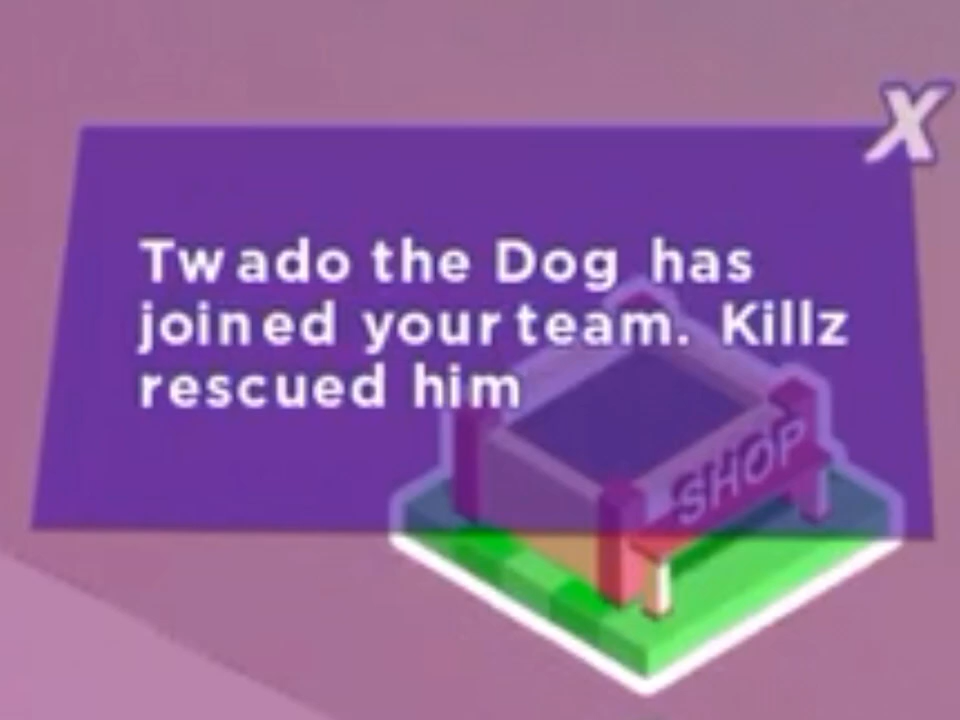 X
Twado the Dog has
joined your team. Killz
rescued him
SHOP